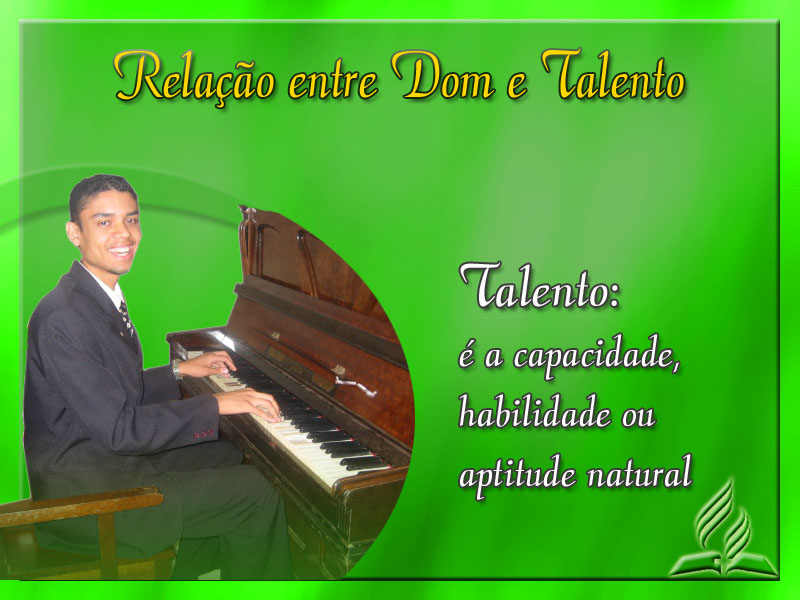 Relação entre Dom e Talento
Talento:
é a capacidade,
habilidade ou
aptitude natural